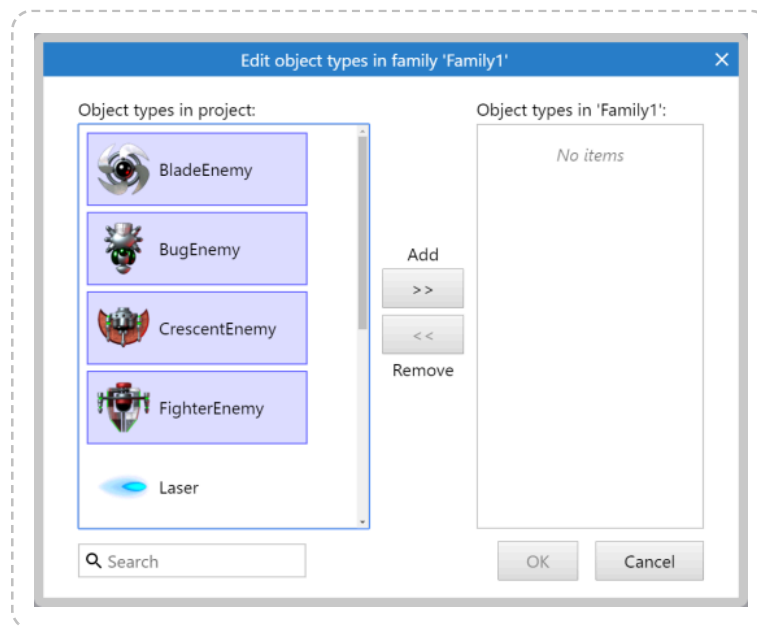 Edit object types in family 'Family1'
Object types in project:
Object types in 'Family1':
BladeEnemy
No items
BugEnemy
Add
>>
CrescentEnemy
<<
Remove
FighterEnemy
Laser
Search
OK
Cancel